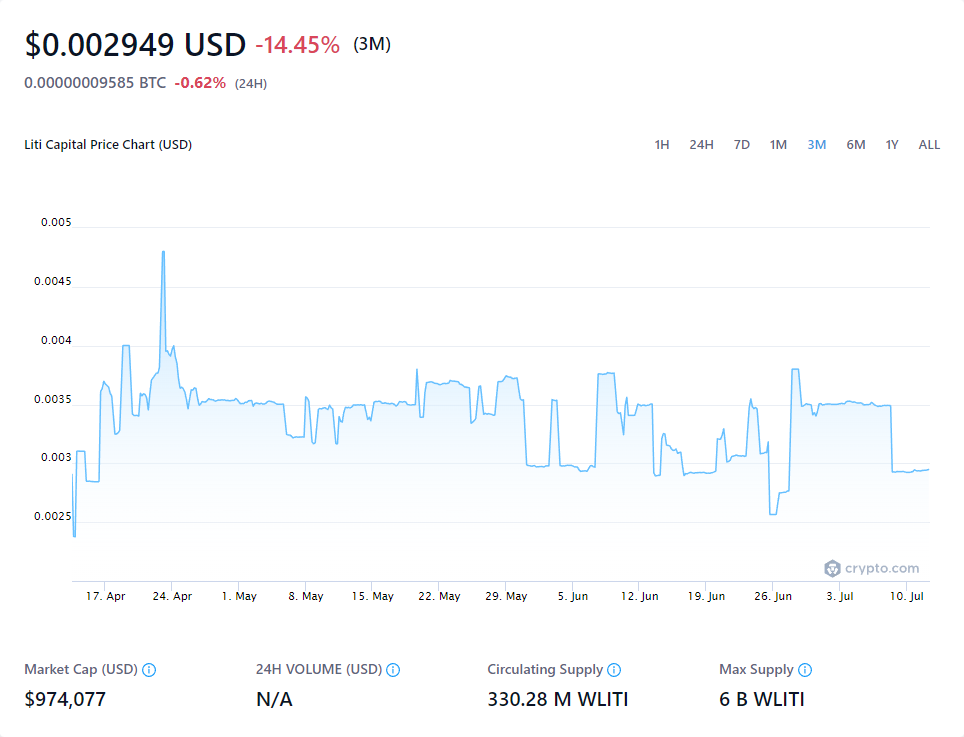 $0.002949 USD -14.45% (3M)
0.00000009585 BTC -0.62% (24H)
Liti Capital Price Chart (USD) 1H 24H 7D 1M 3M 6M 1Y ALL
0.005
0.0045
0.004
0.0035
0.003
0.0025
crypto.com
17. Apr 24. Apr 1. May 8. May 15. May 22. May 29. May 5. Jun 12. Jun 19. Jun 26. Jun 3. Jul 10. Jul
Market Cap (USD) 24H VOLUME (USD) Circulating Supply Max Supply
$974,077 N/A 330.28 M WLITI 6 B WLITI